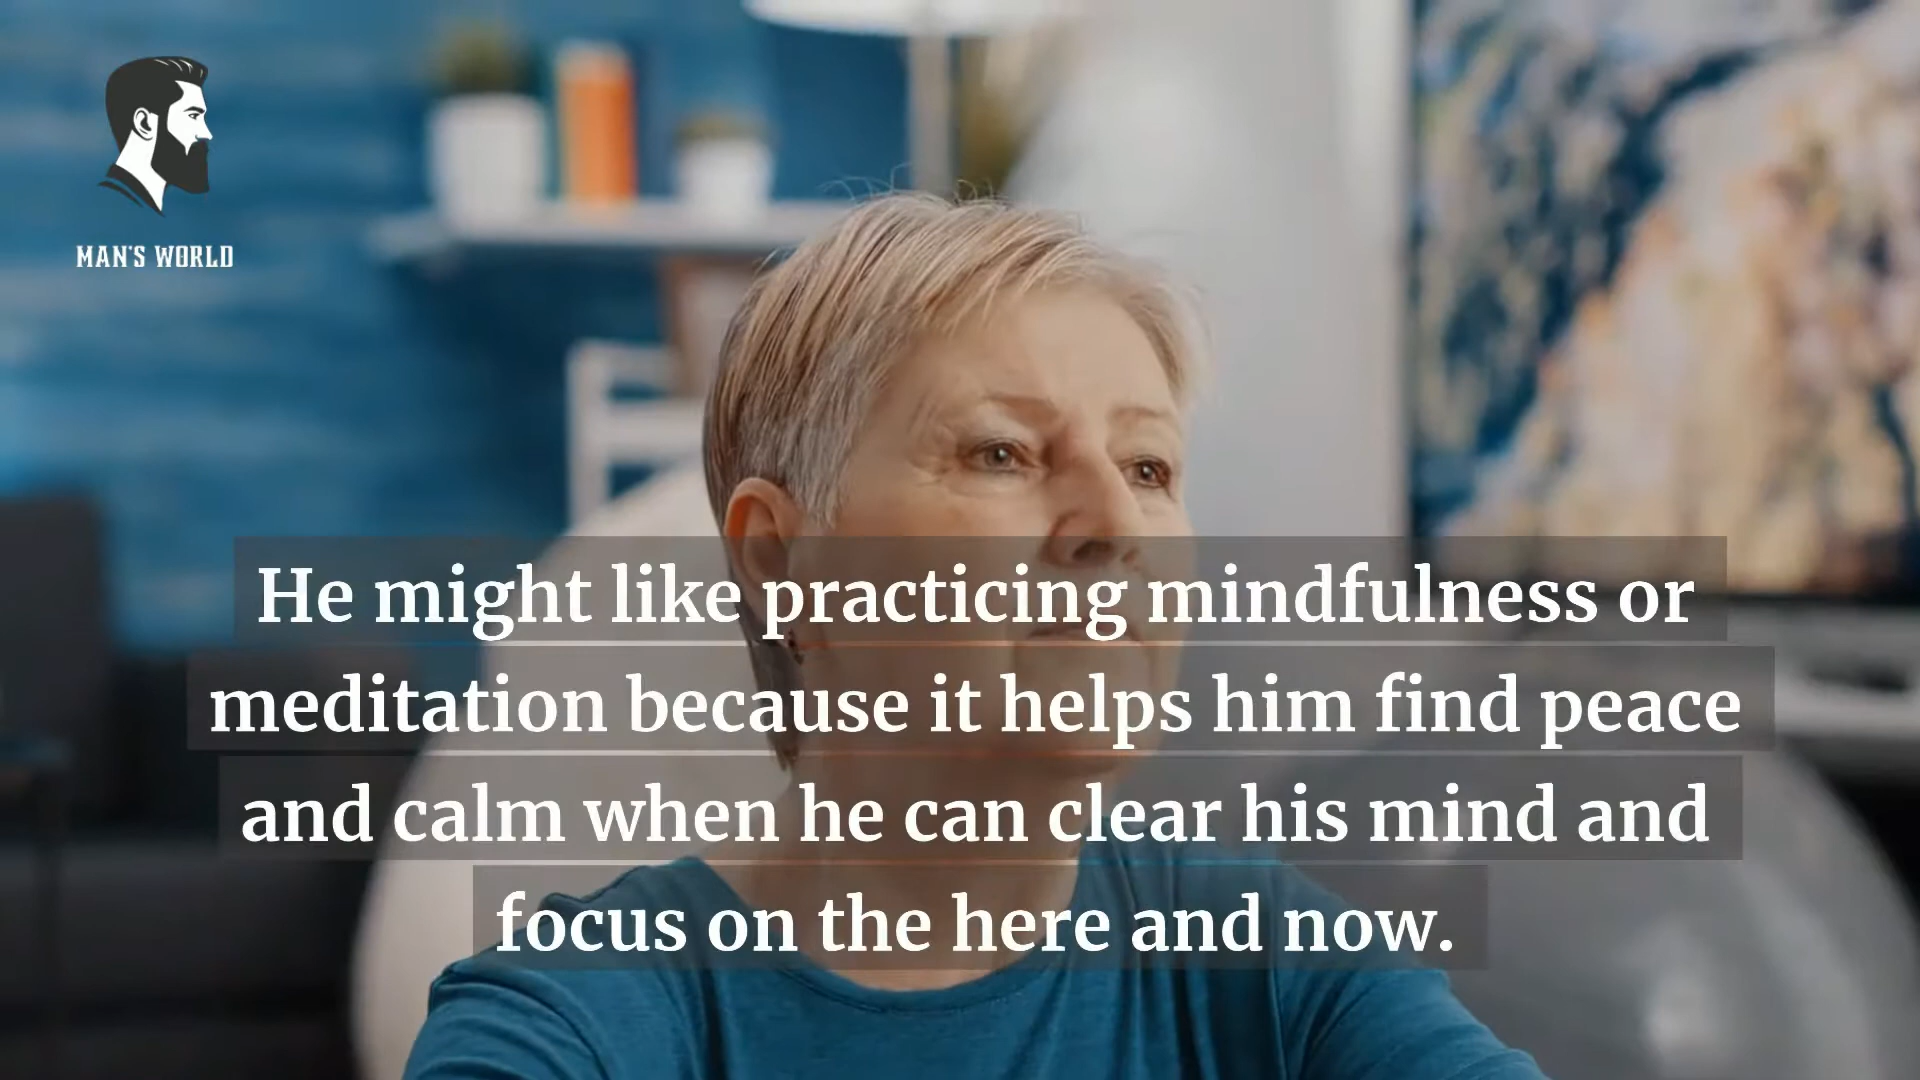 MAN'S WORLD
He might like practicing mindfulness or
meditation because it helps him find peace
and calm when he can clear his mind and
focus on the here and now.